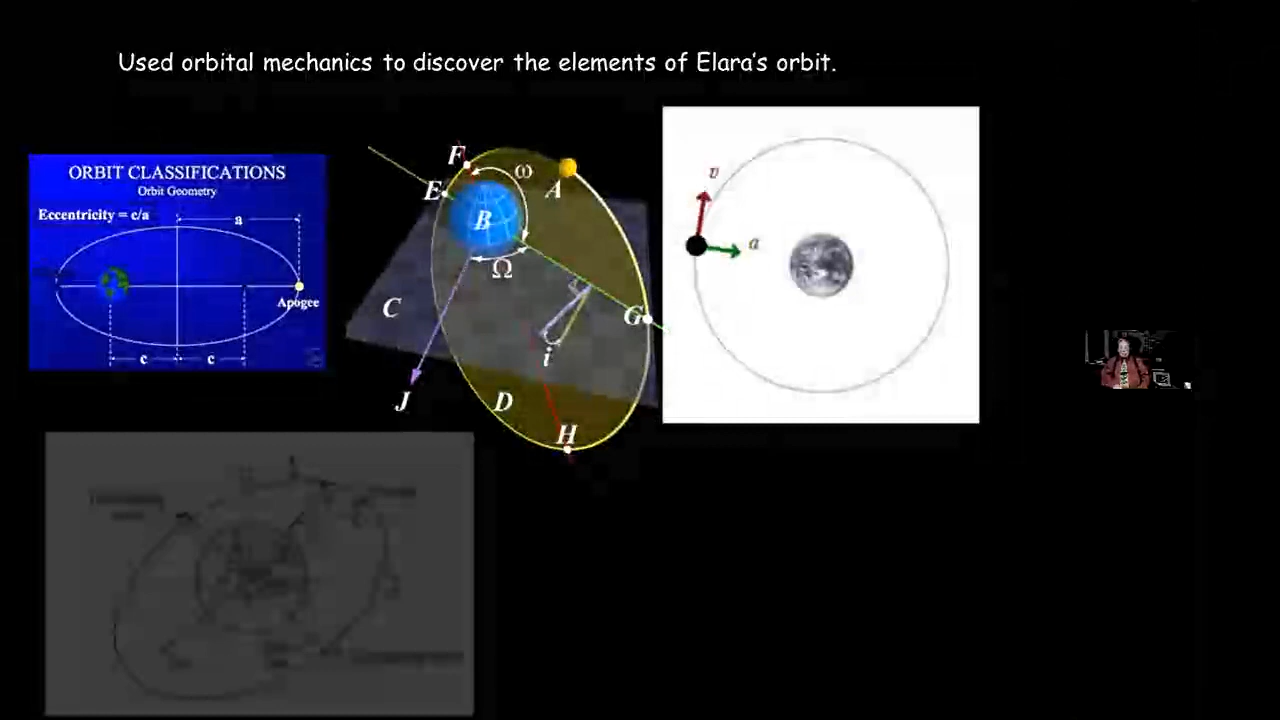 Used orbital mechanics to discover the elements of Elara's orbit.
ORBIT CLASSIFICATIONS
Orbit Geometry
Eccentricity = c/a
a
Apogee
c c
F
ω
A
E
B
Ω
C
G
i
J
D
H
v
a